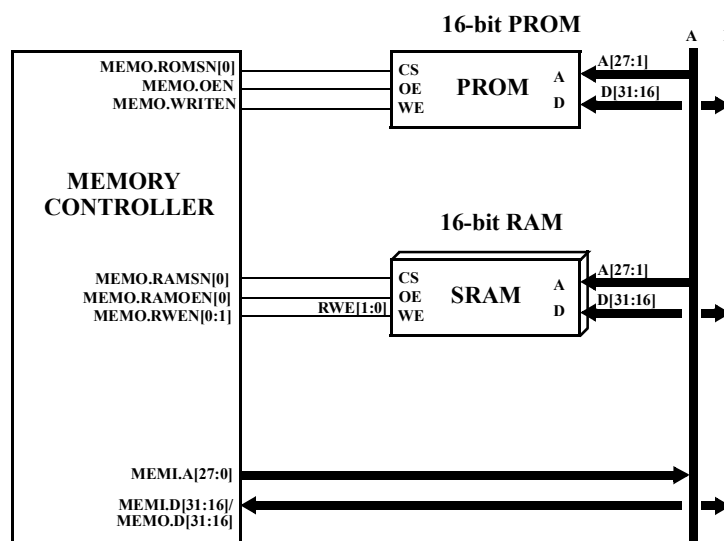 16-bit PROM
A
MEMO.ROMSN[0]
MEMO.OEN
MEMO.WRITEN
CS
OE
WE
PROM
A
D
A[27:1]
D[31:16]
MEMORY
CONTROLLER
16-bit RAM
MEMO.RAMSN[0]
MEMO.RAMOEN[0]
MEMO.RWEN[0:1]
RWE[1:0]
CS
OE
WE
SRAM
A
D
A[27:1]
D[31:16]
MEMI.A[27:0]
MEMI.D[31:16]/
MEMO.D[31:16]